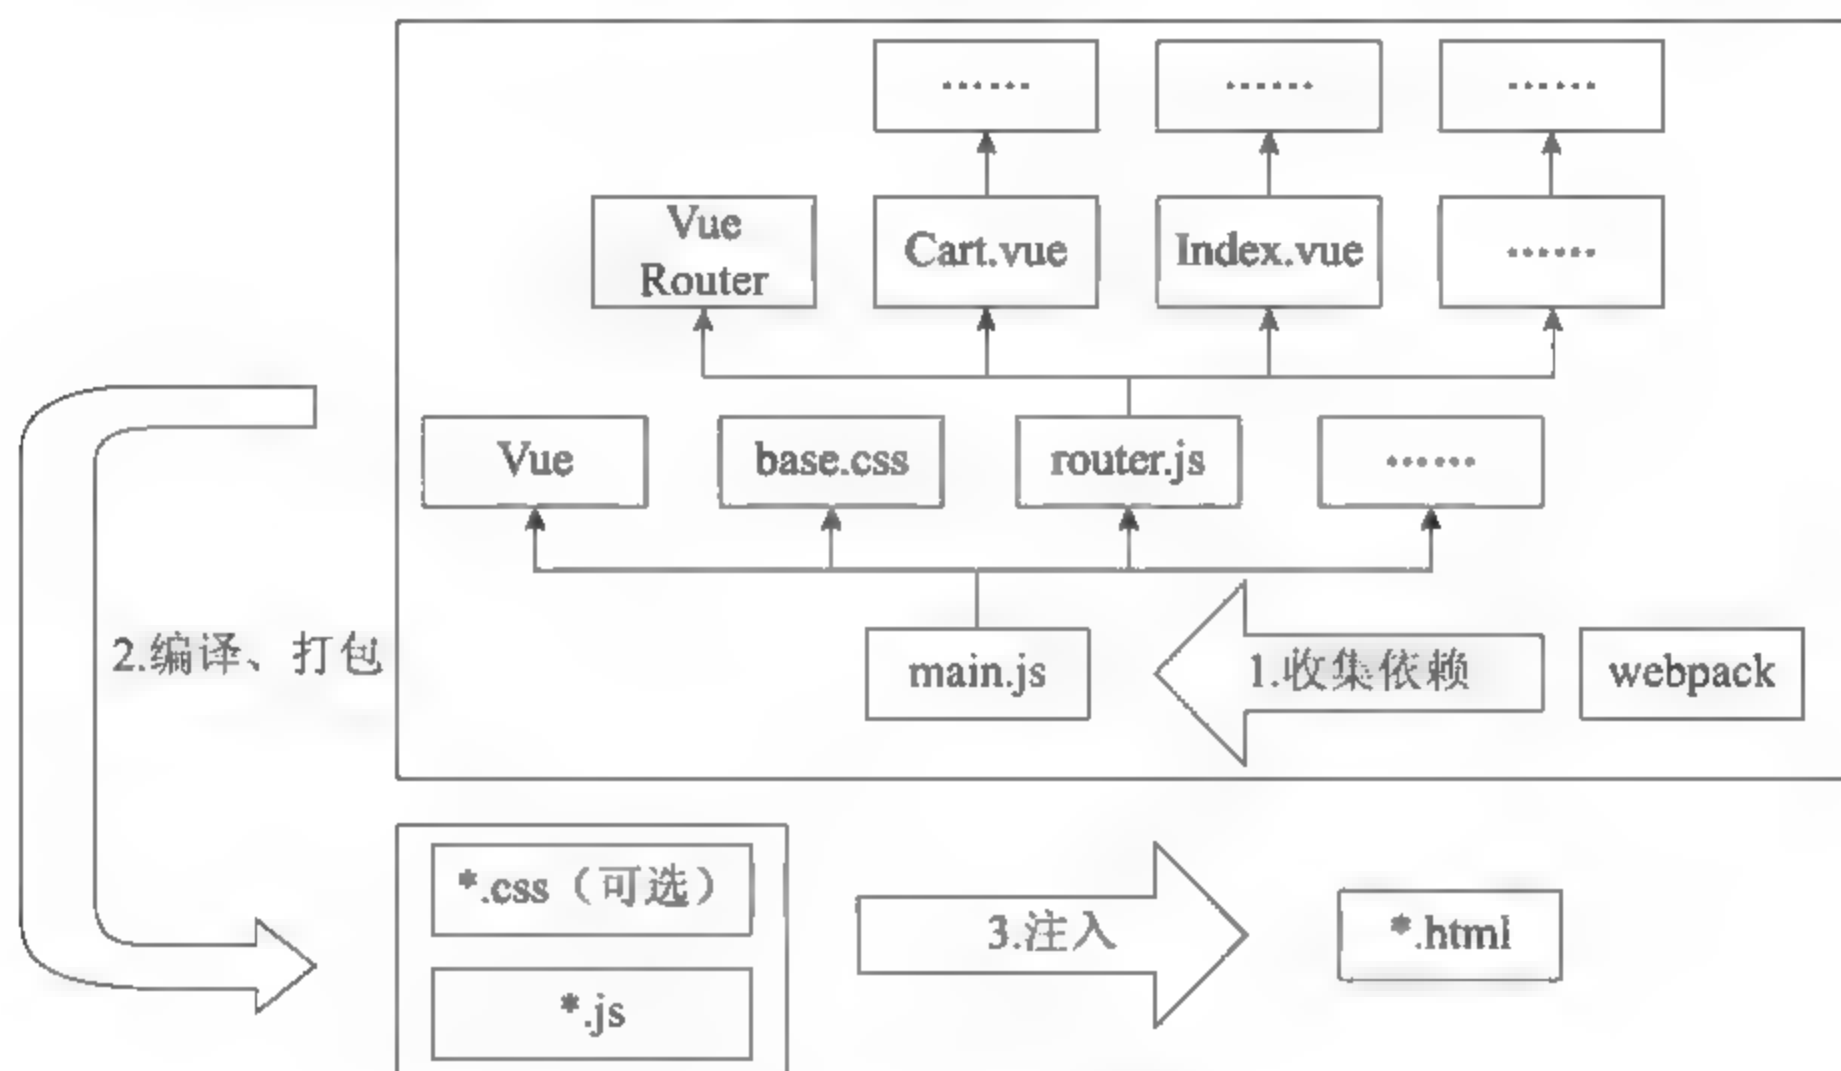 …… …… ……
Vue
Router
Cart.vue
Index.vue
……
Vue
base.css
router.js
……
2.编译、打包
main.js
1.收集依赖
webpack
*.css（可选）
*.js
3.注入
*.html